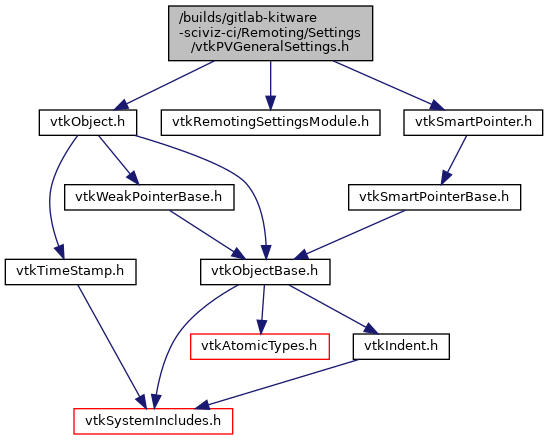 /builds/gitlab-kitware
-sciviz-ci/Remoting/Settings
/vtkPVGeneralSettings.h
vtkObject.h
vtkRemotingSettingsModule.h
vtkSmartPointer.h
vtkWeakPointerBase.h
vtkSmartPointerBase.h
vtkTimeStamp.h
vtkObjectBase.h
vtkAtomicTypes.h
vtkIndent.h
vtkSystemIncludes.h